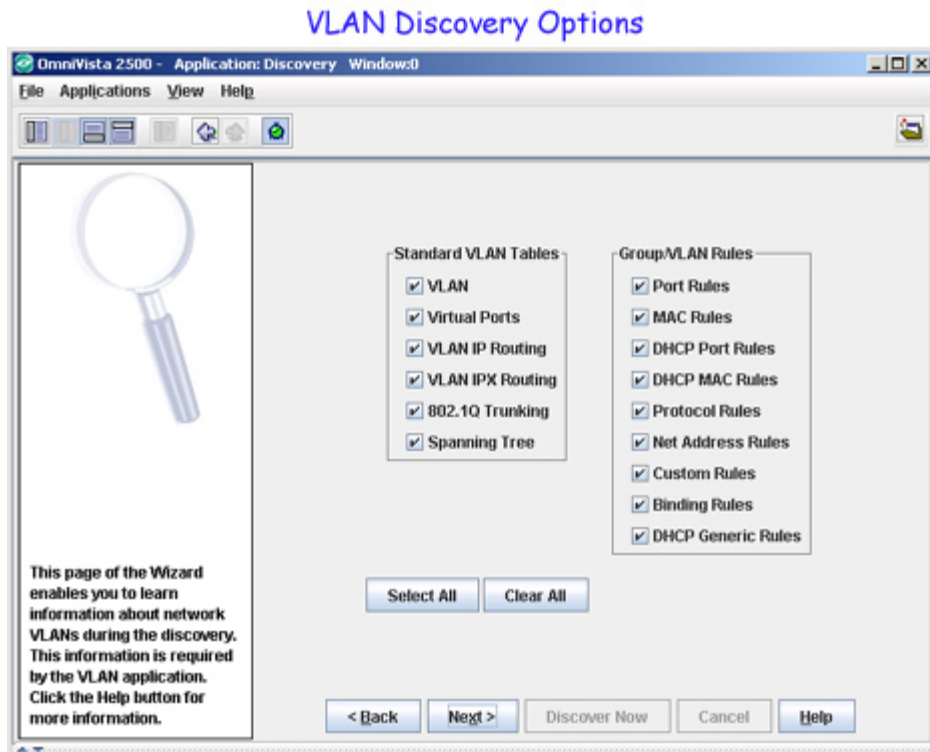 VLAN Discovery Options
OmniVista 2500 - Application: Discovery Window:0
File Applications View Help
Standard VLAN Tables
VLAN
Virtual Ports
VLAN IP Routing
VLAN IPX Routing
802.1Q Trunking
Spanning Tree
Group/VLAN Rules
Port Rules
MAC Rules
DHCP Port Rules
DHCP MAC Rules
Protocol Rules
Net Address Rules
Custom Rules
Binding Rules
DHCP Generic Rules
This page of the Wizard
enables you to learn
information about network
VLANs during the discovery.
This information is required
by the VLAN application.
Click the Help button for
more information.
Select All Clear All
< Back Next > Discover Now Cancel Help